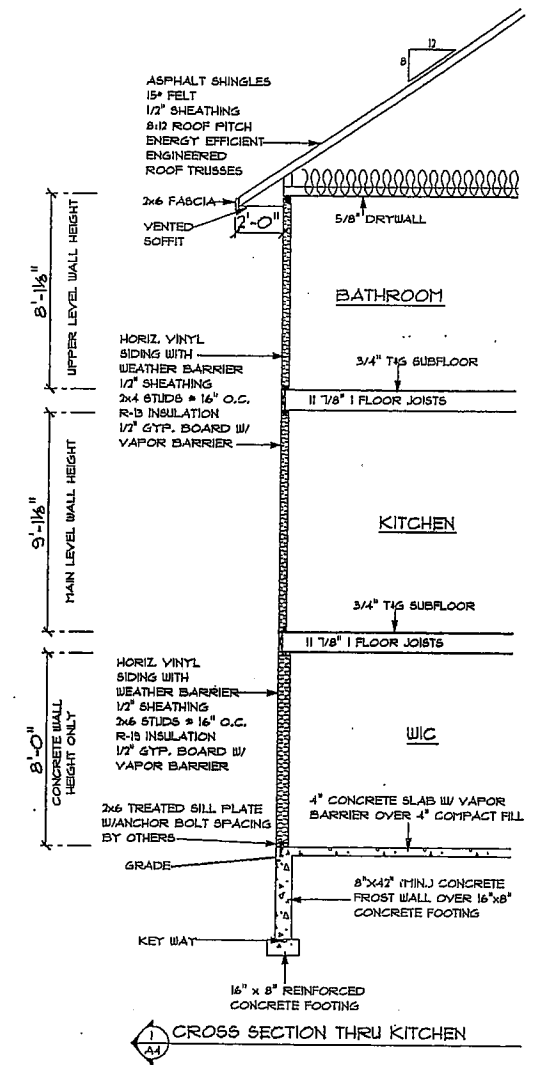 12
8
ASPHALT SHINGLES
15# FELT
1/2" SHEATHING
8:12 ROOF PITCH
ENERGY EFFICIENT
ENGINEERED
ROOF TRUSSES
2x6 FASCIA
VENTED
SOFFIT
2'-0"
5/8" DRYWALL
8'-1 1/8"
UPPER LEVEL WALL HEIGHT
BATHROOM
HORIZ. VINYL
SIDING WITH
WEATHER BARRIER
1/2" SHEATHING
2x4 STUDS @ 16" O.C.
R-13 INSULATION
1/2" GYP. BOARD W/
VAPOR BARRIER
3/4" T&G SUBFLOOR
11 7/8" I FLOOR JOISTS
9'-1 1/8"
MAIN LEVEL WALL HEIGHT
KITCHEN
3/4" T&G SUBFLOOR
11 7/8" I FLOOR JOISTS
HORIZ. VINYL
SIDING WITH
WEATHER BARRIER
1/2" SHEATHING
2x6 STUDS @ 16" O.C.
R-19 INSULATION
1/2" GYP. BOARD W/
VAPOR BARRIER
8'-0"
CONCRETE WALL
HEIGHT ONLY
WIC
2x6 TREATED SILL PLATE
W/ANCHOR BOLT SPACING
BY OTHERS
4" CONCRETE SLAB W/ VAPOR
BARRIER OVER 4" COMPACT FILL
GRADE
8"x42" (MIN.) CONCRETE
FROST WALL OVER 16"x8"
CONCRETE FOOTING
KEY WAY
16" x 8" REINFORCED
CONCRETE FOOTING
1
A4
CROSS SECTION THRU KITCHEN